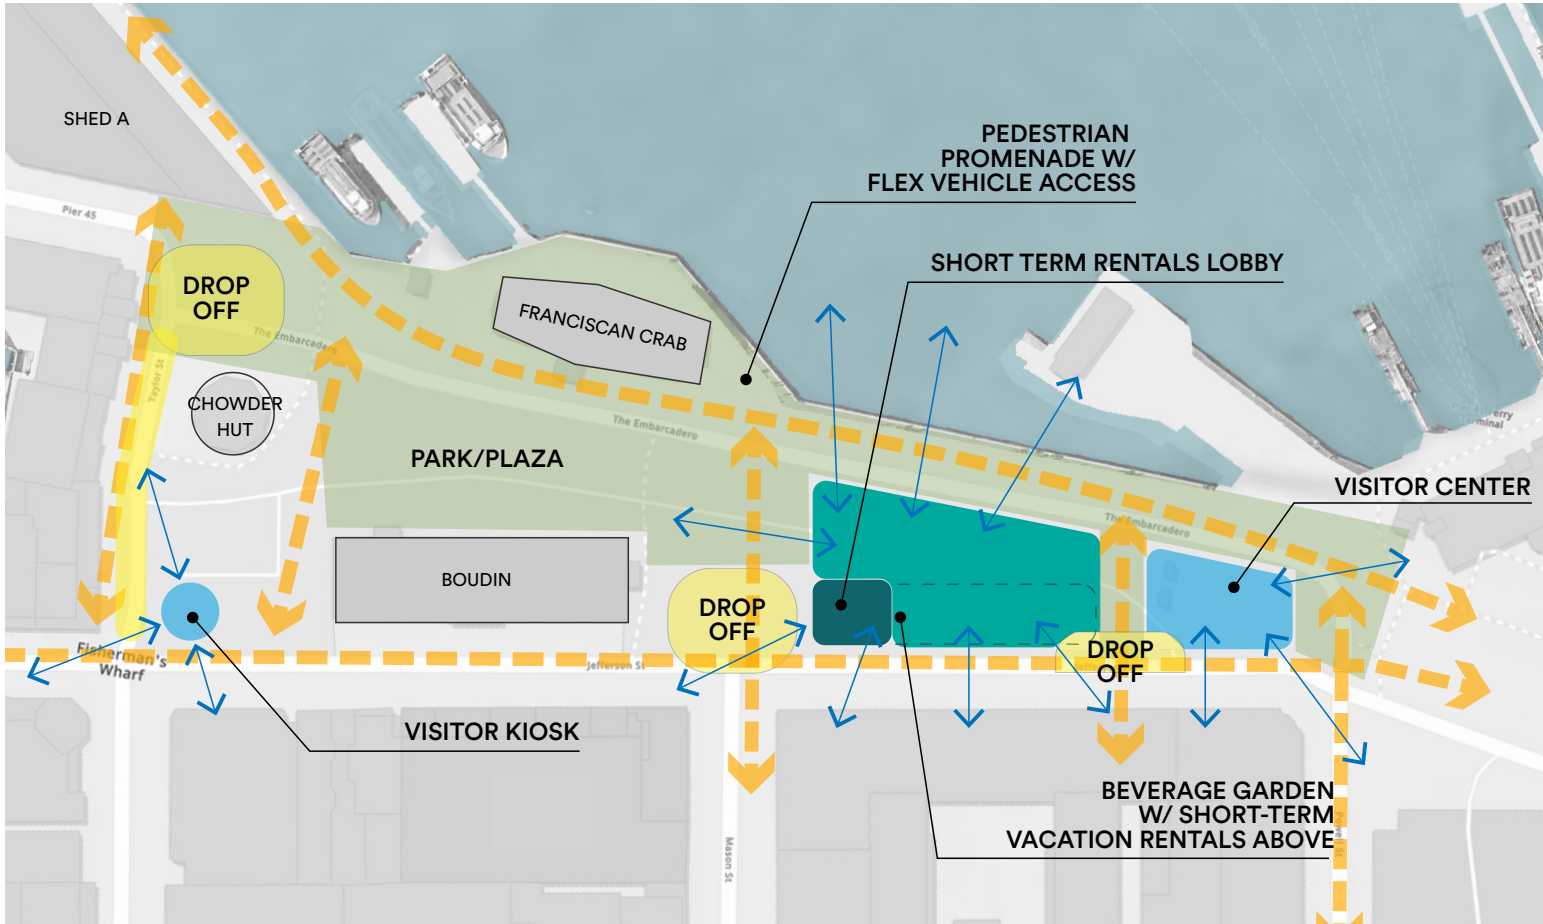 SHED A
Pier 45
DROP
OFF
Taylor St
The Embarcadero
CHOWDER
HUT
FRANCISCAN CRAB
PEDESTRIAN
PROMENADE W/
FLEX VEHICLE ACCESS
SHORT TERM RENTALS LOBBY
The Embarcadero
PARK/PLAZA
VISITOR CENTER
The Embarcadero
BOUDIN
DROP
OFF
DROP
OFF
Fisherman's
Wharf
Jefferson St
VISITOR KIOSK
BEVERAGE GARDEN
W/ SHORT-TERM
VACATION RENTALS ABOVE
Mason St
Powell St